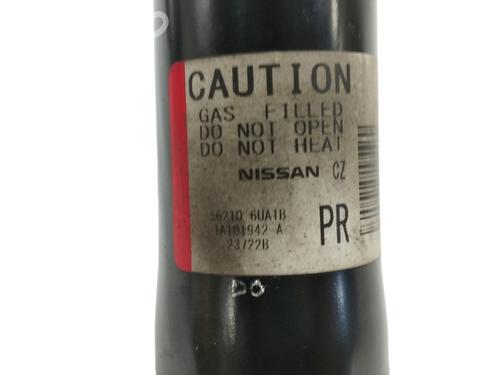 CAUTION
GAS FILLED
DO NOT OPEN
DO NOT HEAT
NISSAN CZ
56210 6UA1B
1A101942 A
23/22B
PR